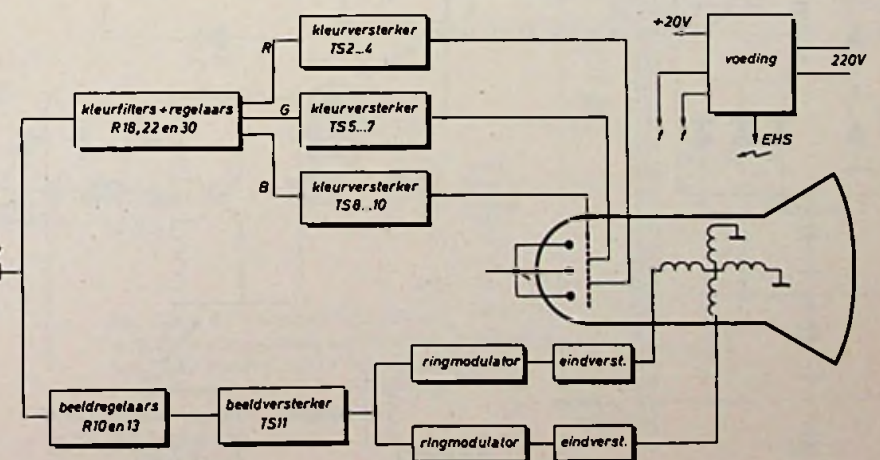 kleurversterker
TS2...4
R
+20V
voeding
220V
kleurfilters + regelaars
R18, 22 en 30
G
kleurversterker
TS5...7
f
f
EHS
B
kleurversterker
TS8...10
ringmodulator
eindverst.
beeldregelaars
R10 en 13
beeldversterker
TS11
ringmodulator
eindverst.